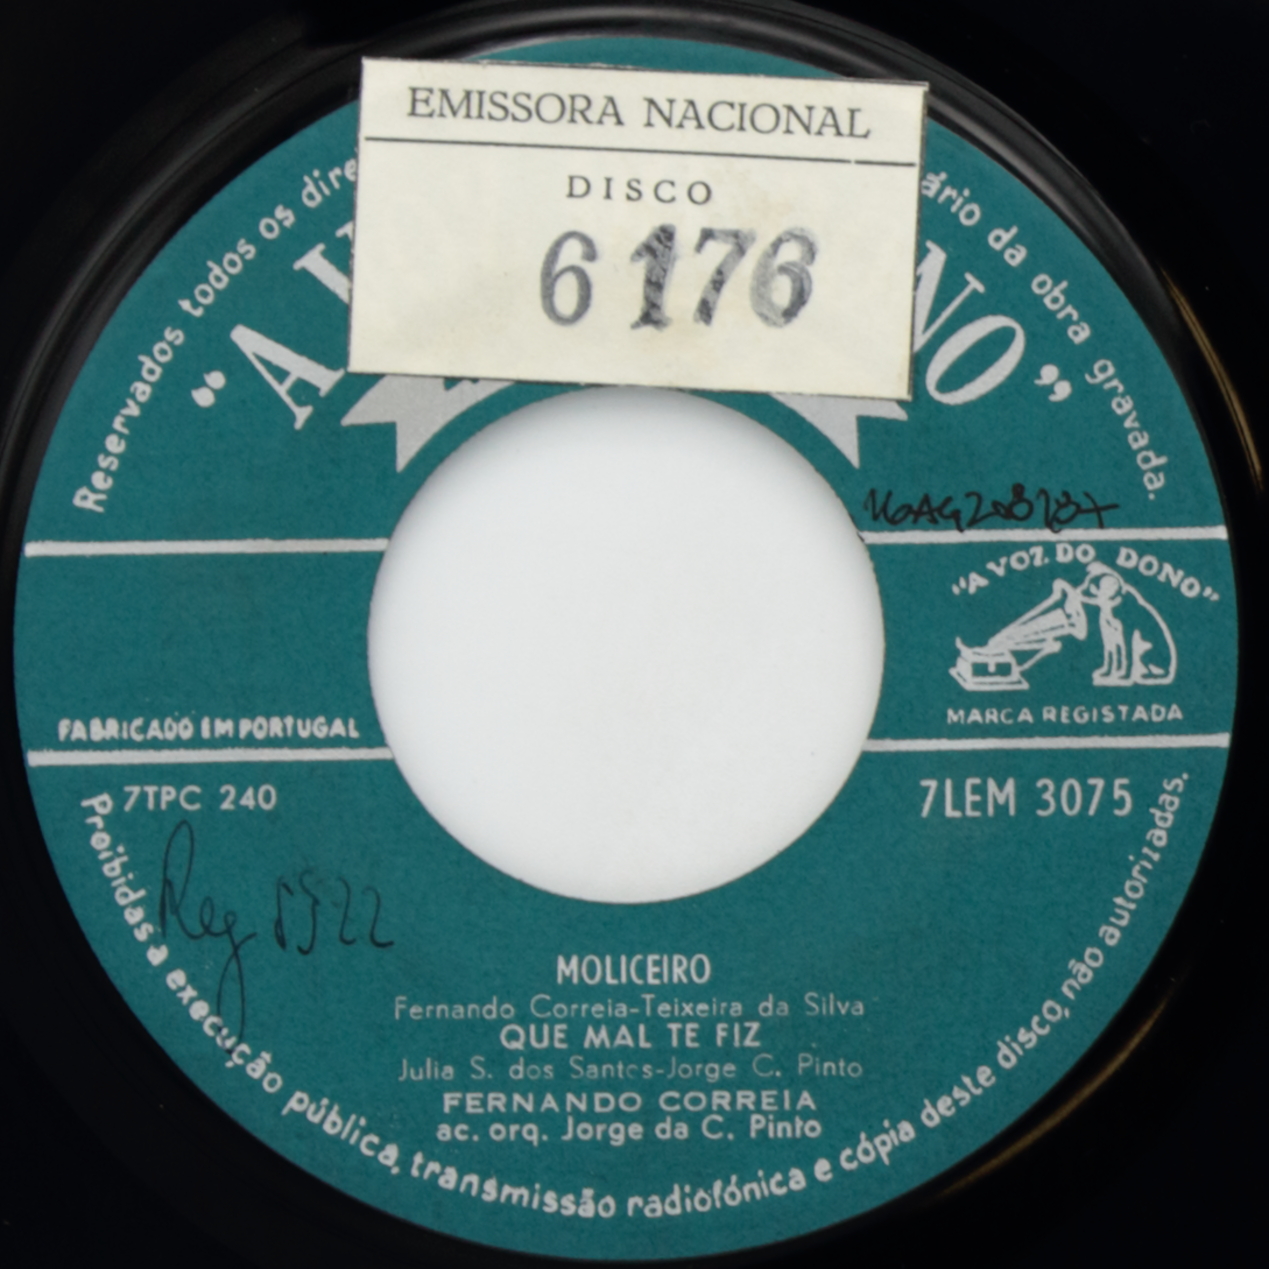 EMISSORA NACIONAL
DISCO
6176
Reservados todos os dire
ário da obra gravada.
"A
NO"
"A VOZ DO DONO"
MARCA REGISTADA
FABRICADO EM PORTUGAL
7TPC 240
7LEM 3075
Reg
MOLICEIRO
Fernando Correia-Teixeira da Silva
QUE MAL TE FIZ
Julia S. dos Santos-Jorge C. Pinto
FERNANDO CORREIA
ac. orq. Jorge da C. Pinto
Proibidas a execução pública, transmissão radiofónica e cópia deste disco, não autorizadas.